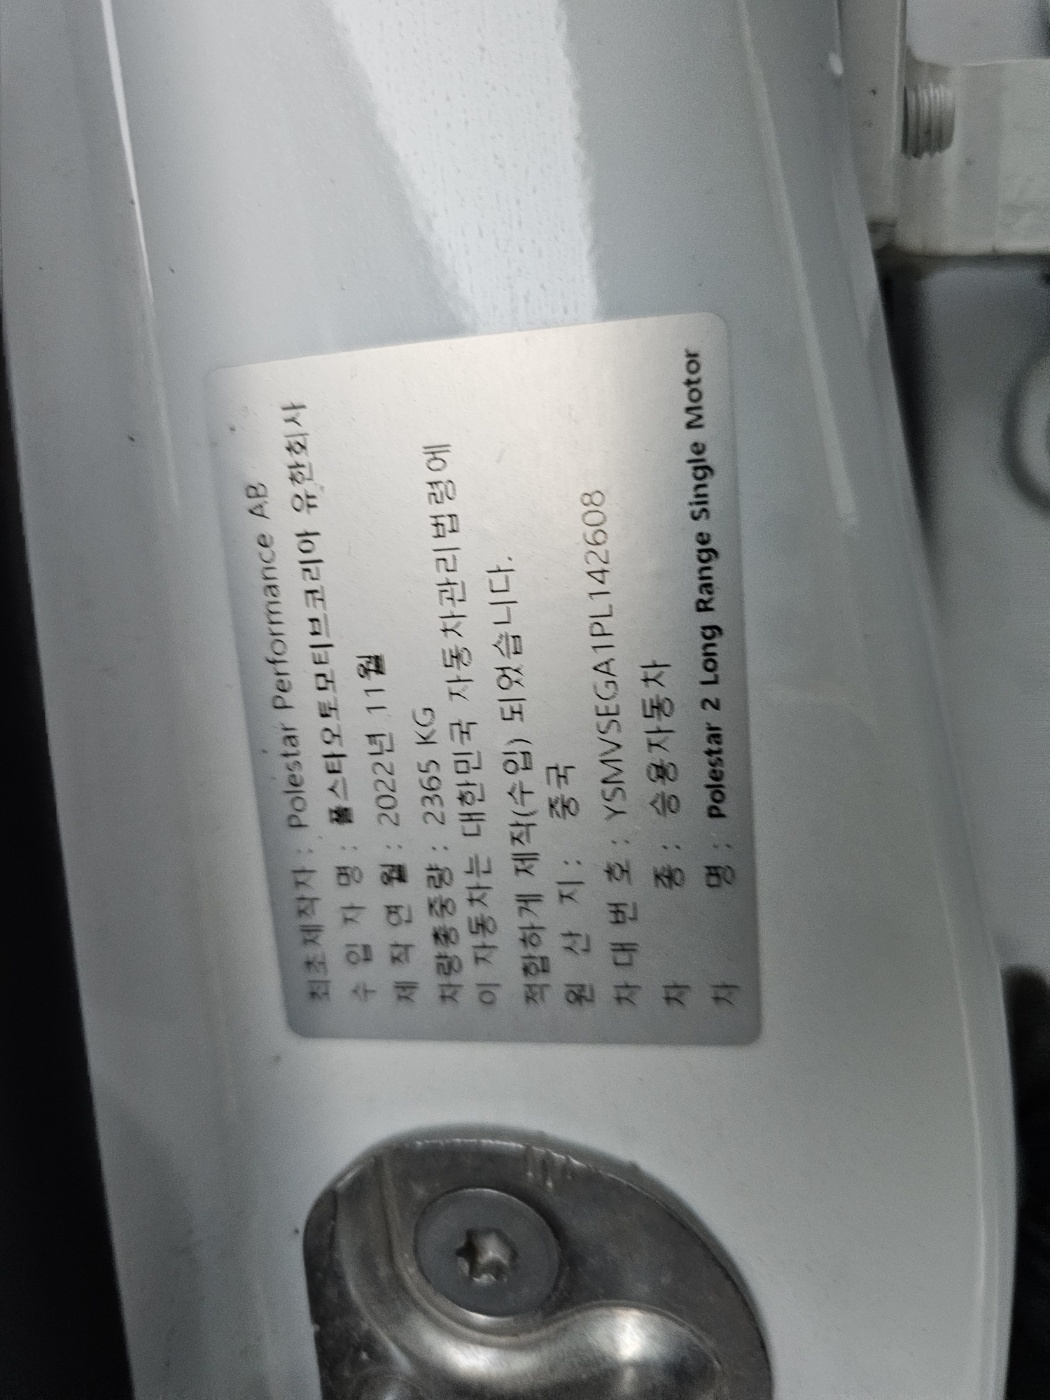 최초제작자 : Polestar Performance AB
수 입 자 명 : 폴스타오토모티브코리아 유한회사
제 작 연 월 : 2022년 11월
차량총중량 : 2365 KG
이 자동차는 대한민국 자동차관리법령에
적합하게 제작(수입) 되었습니다.
원 산 지 : 중국
차 대 번 호 : YSMVSEGA1PL142608
차 종 : 승용자동차
차 명 : Polestar 2 Long Range Single Motor